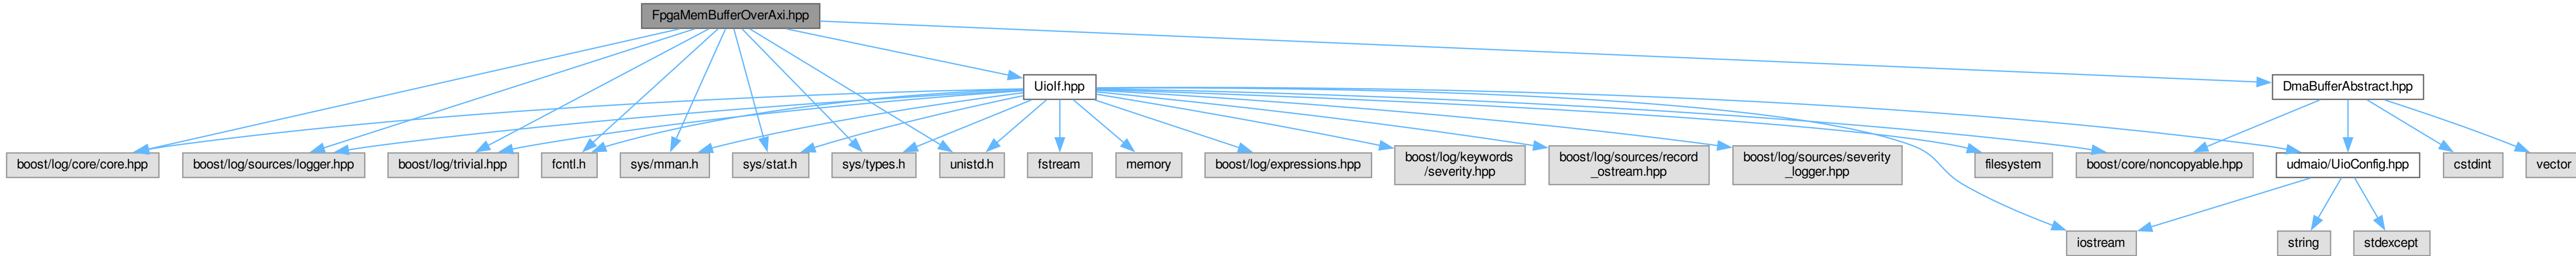 FpgaMemBufferOverAxi.hpp
UioIf.hpp
DmaBufferAbstract.hpp
boost/log/core/core.hpp
boost/log/sources/logger.hpp
boost/log/trivial.hpp
fcntl.h
sys/mman.h
sys/stat.h
sys/types.h
unistd.h
fstream
memory
boost/log/expressions.hpp
boost/log/keywords
/severity.hpp
boost/log/sources/record
_ostream.hpp
boost/log/sources/severity
_logger.hpp
filesystem
boost/core/noncopyable.hpp
udmaio/UioConfig.hpp
cstdint
vector
iostream
string
stdexcept